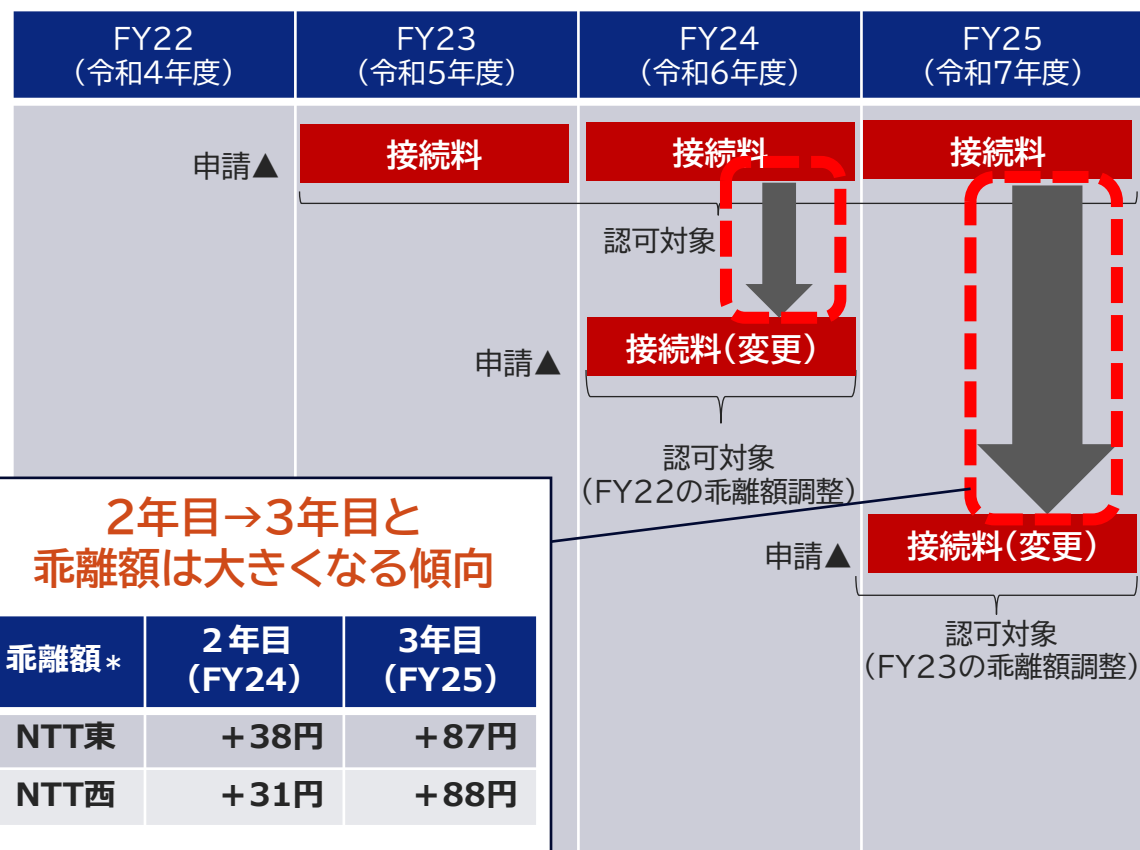 FY22
（令和4年度）
FY23
（令和5年度）
FY24
（令和6年度）
FY25
（令和7年度）
申請▲
接続料
接続料
接続料
認可対象
申請▲
接続料（変更）
認可対象
（FY22の乖離額調整）
申請▲
接続料（変更）
認可対象
（FY23の乖離額調整）
2年目→3年目と
乖離額は大きくなる傾向
乖離額＊
２年目
（FY24）
3年目
（FY25）
NTT東
＋38円
＋87円
NTT西
＋31円
＋88円